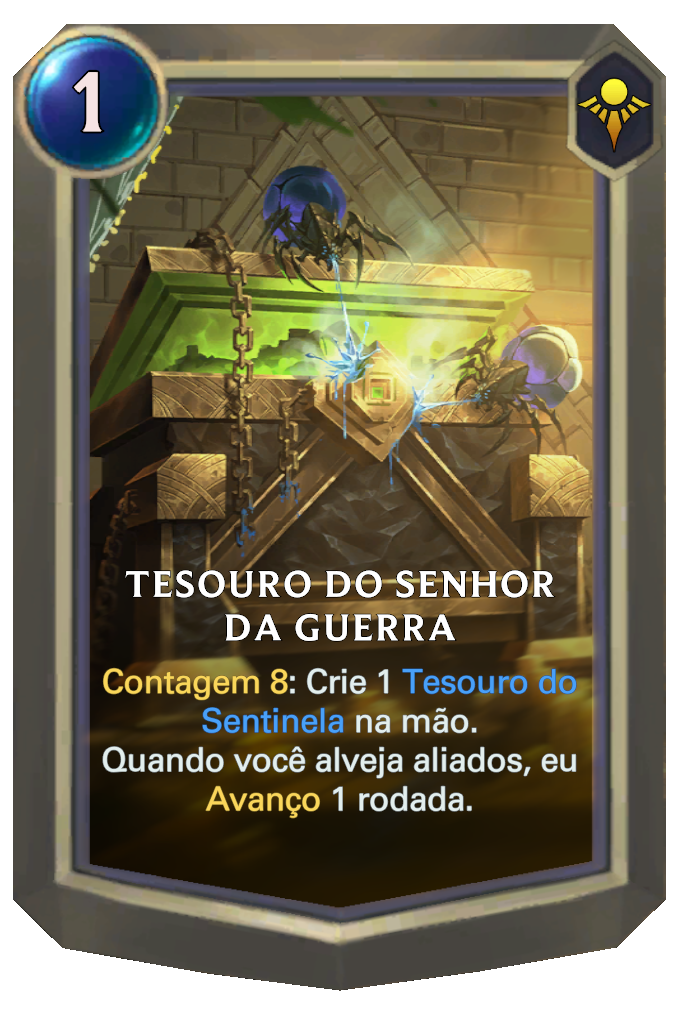 1
TESOURO DO SENHOR
DA GUERRA
Contagem 8: Crie 1 Tesouro do
Sentinela na mão.
Quando você alveja aliados, eu
Avanço 1 rodada.